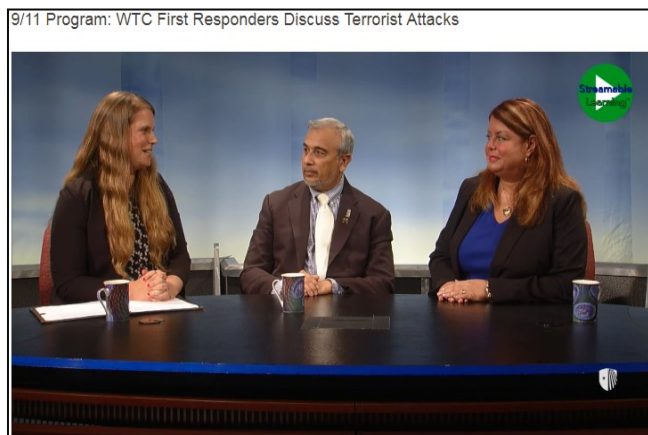 9/11 Program: WTC First Responders Discuss Terrorist Attacks
Streamable
Learning